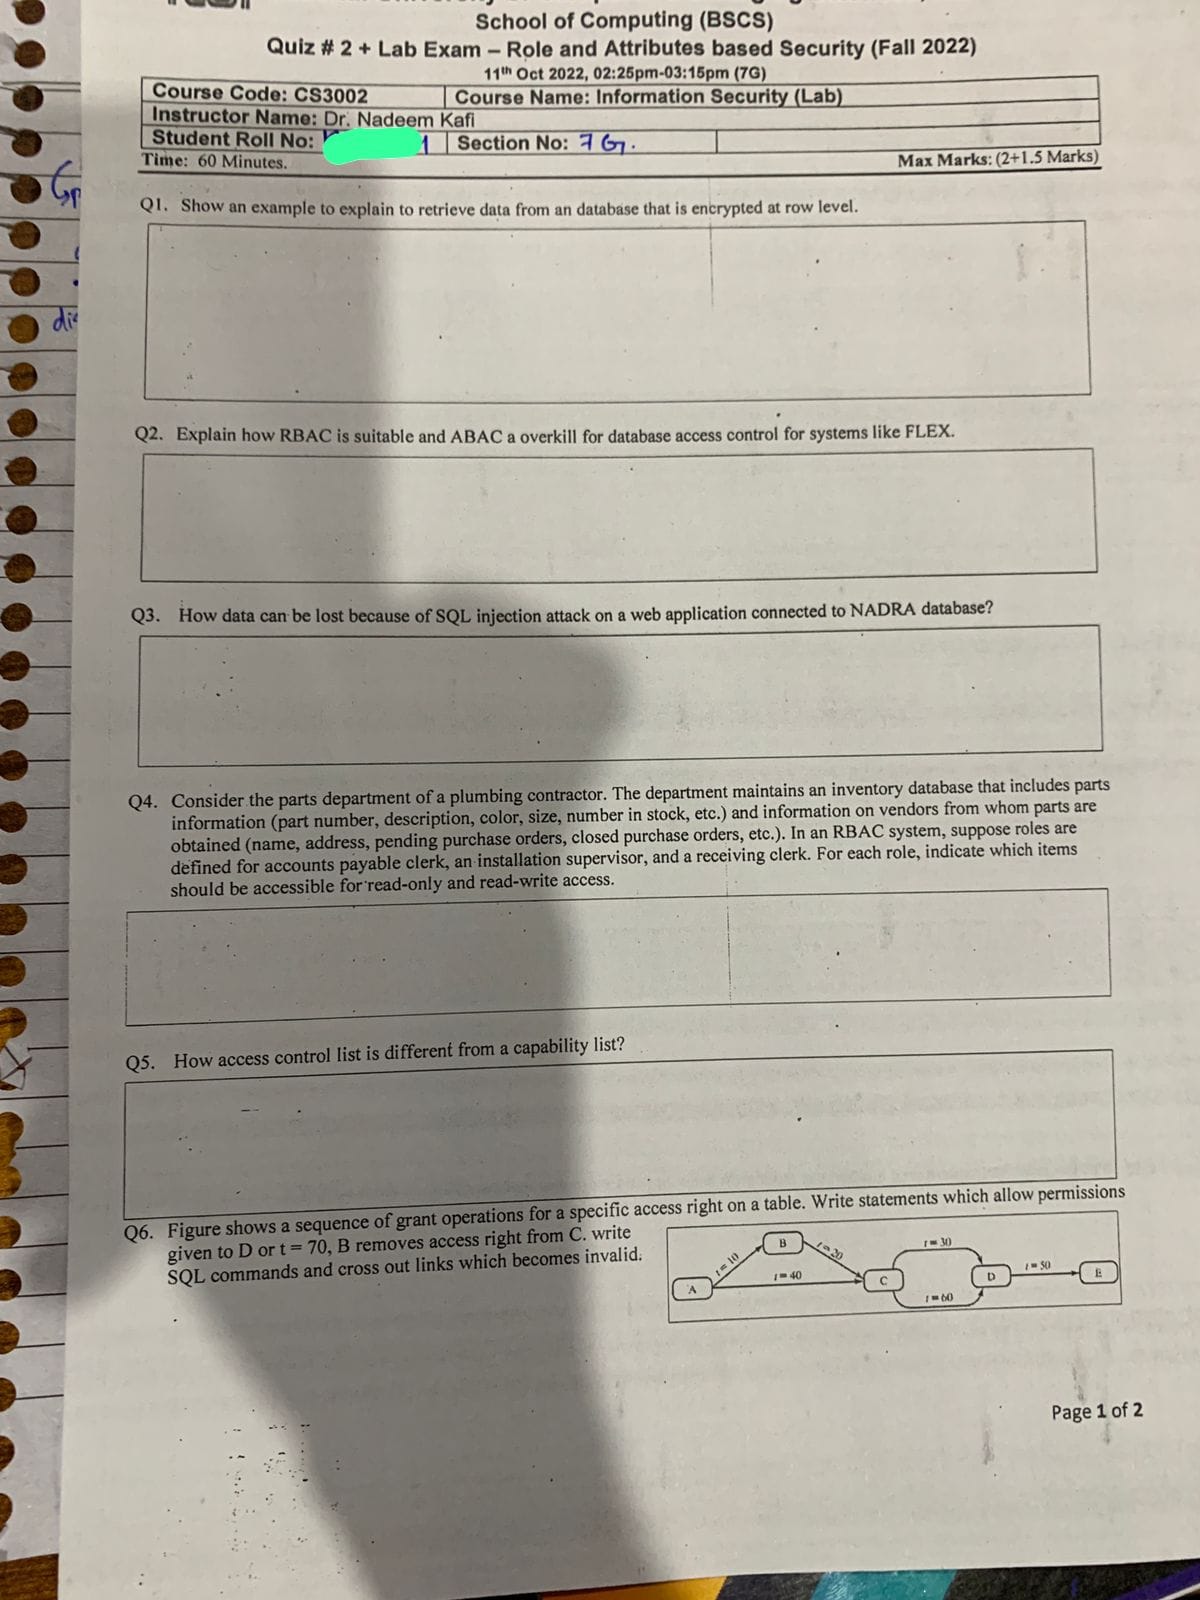 School of Computing (BSCS)
Quiz # 2 + Lab Exam – Role and Attributes based Security (Fall 2022)
11th Oct 2022, 02:25pm-03:15pm (7G)
Course Code: CS3002 Course Name: Information Security (Lab)
Instructor Name: Dr. Nadeem Kafi
Student Roll No: 1 Section No: 7G.
Time: 60 Minutes. Max Marks: (2+1.5 Marks)
Q1. Show an example to explain to retrieve data from an database that is encrypted at row level.
Q2. Explain how RBAC is suitable and ABAC a overkill for database access control for systems like FLEX.
Q3. How data can be lost because of SQL injection attack on a web application connected to NADRA database?
Q4. Consider the parts department of a plumbing contractor. The department maintains an inventory database that includes parts
information (part number, description, color, size, number in stock, etc.) and information on vendors from whom parts are
obtained (name, address, pending purchase orders, closed purchase orders, etc.). In an RBAC system, suppose roles are
defined for accounts payable clerk, an installation supervisor, and a receiving clerk. For each role, indicate which items
should be accessible for read-only and read-write access.
Q5. How access control list is different from a capability list?
Q6. Figure shows a sequence of grant operations for a specific access right on a table. Write statements which allow permissions
given to D or t = 70, B removes access right from C. write
SQL commands and cross out links which becomes invalid.
A
t = 10
B
t = 20
t = 40
C
t = 30
t = 60
D
t = 50
E
Page 1 of 2